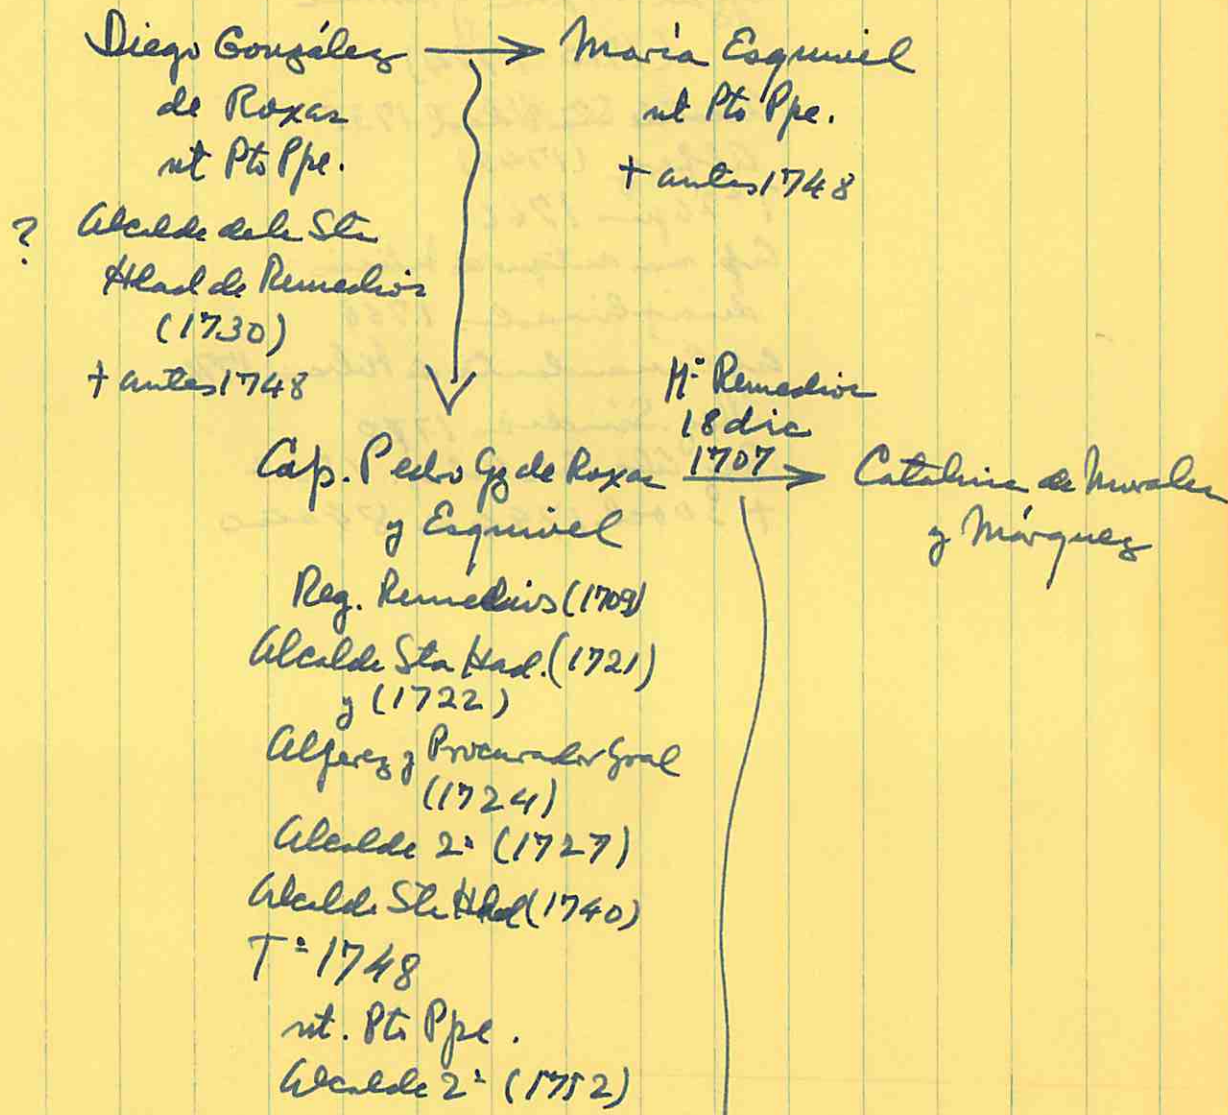 Diego González → María Esquivel
de Roxas
nt Pto Ppe.
nt Pto Ppe.
+ antes 1748
? Alcalde de la Sta
Hdad de Remedios
(1730)
+ antes 1748
Mº Remedios
18 dic
1707
Cap. Pedro Gz de Roxas → Catalina de Morales
y Esquivel
y Márquez
Reg. Remedios (1709)
Alcalde Sta Had. (1721)
y (1722)
Alferez y Procurador Gral
(1724)
Alcalde 2º (1727)
Alcalde Sta Hdad (1740)
Tº 1748
nt. Pto Ppe.
Alcalde 2º (1752)